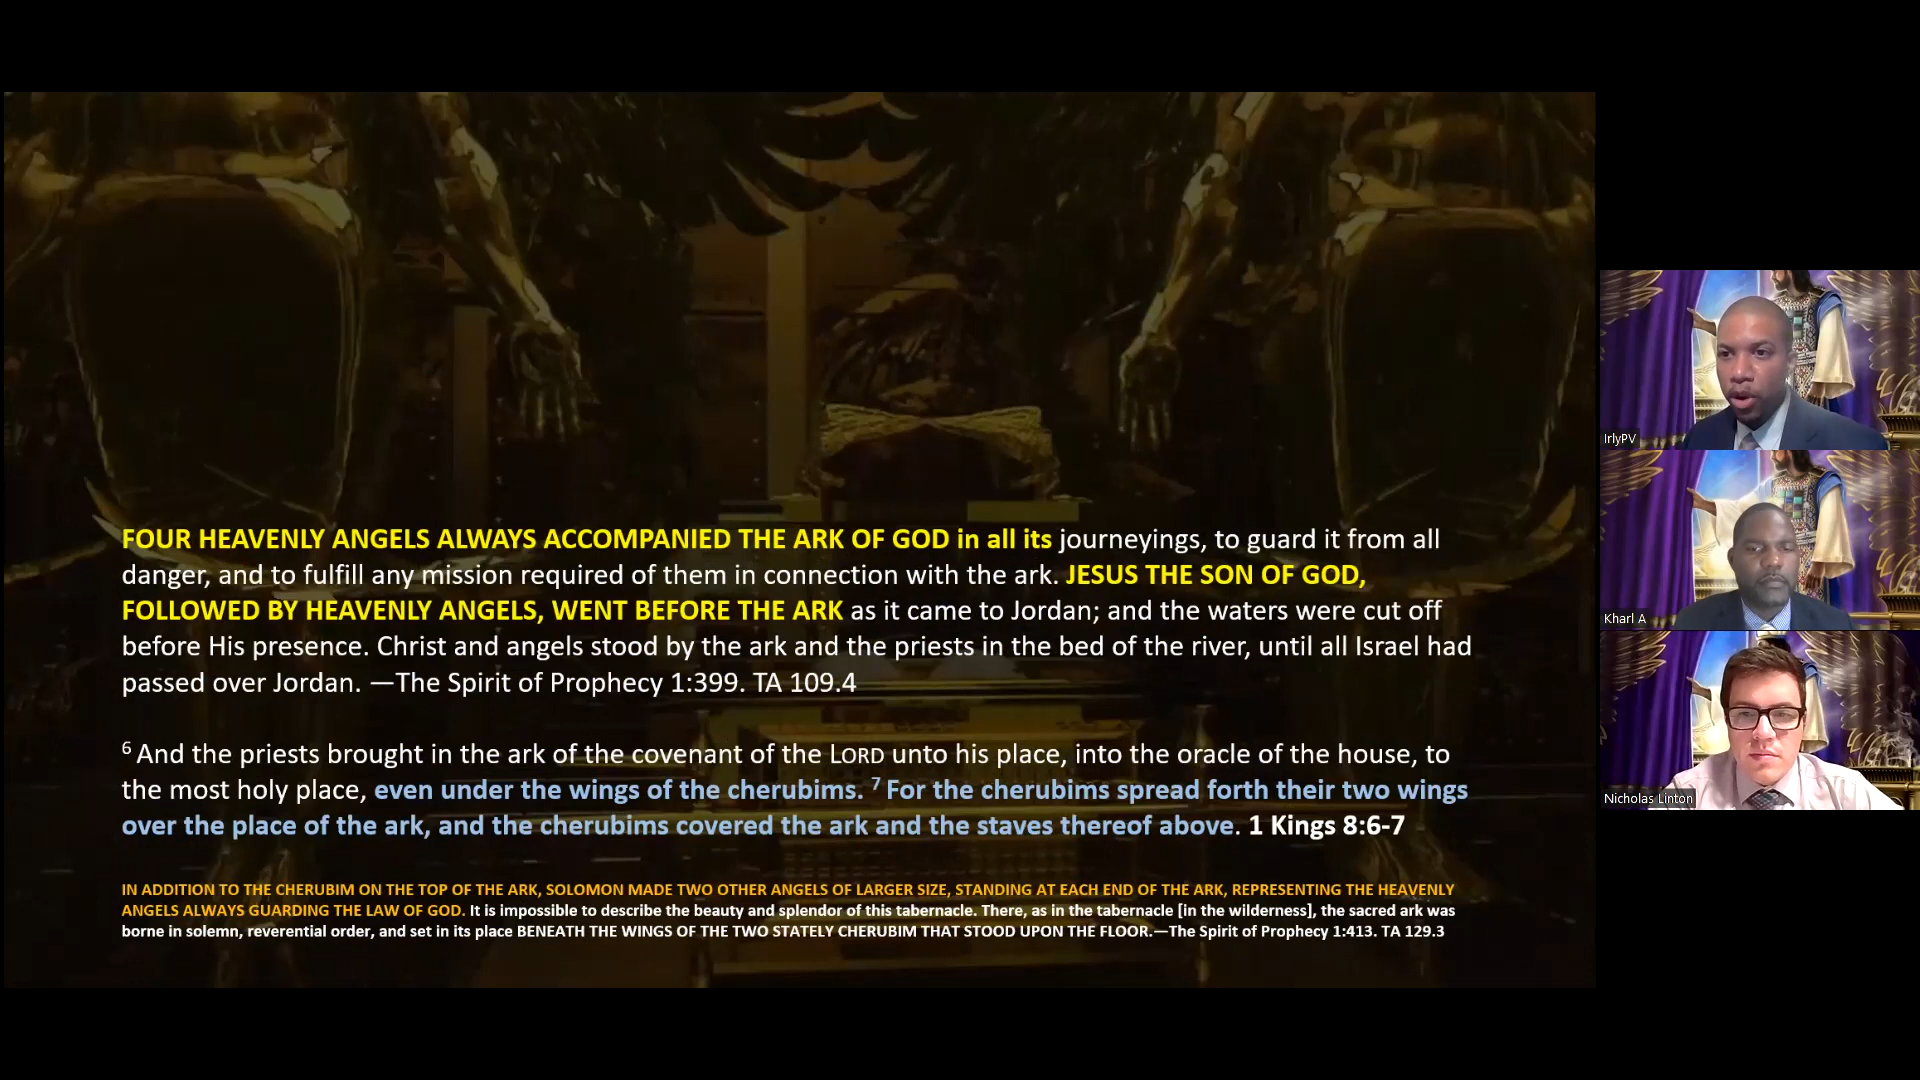 FOUR HEAVENLY ANGELS ALWAYS ACCOMPANIED THE ARK OF GOD in all its journeyings, to guard it from all
danger, and to fulfill any mission required of them in connection with the ark. JESUS THE SON OF GOD,
FOLLOWED BY HEAVENLY ANGELS, WENT BEFORE THE ARK as it came to Jordan; and the waters were cut off
before His presence. Christ and angels stood by the ark and the priests in the bed of the river, until all Israel had
passed over Jordan. —The Spirit of Prophecy 1:399. TA 109.4
6 And the priests brought in the ark of the covenant of the LORD unto his place, into the oracle of the house, to
the most holy place, even under the wings of the cherubims. 7 For the cherubims spread forth their two wings
over the place of the ark, and the cherubims covered the ark and the staves thereof above. 1 Kings 8:6-7
IN ADDITION TO THE CHERUBIM ON THE TOP OF THE ARK, SOLOMON MADE TWO OTHER ANGELS OF LARGER SIZE, STANDING AT EACH END OF THE ARK, REPRESENTING THE HEAVENLY
ANGELS ALWAYS GUARDING THE LAW OF GOD. It is impossible to describe the beauty and splendor of this tabernacle. There, as in the tabernacle [in the wilderness], the sacred ark was
borne in solemn, reverential order, and set in its place BENEATH THE WINGS OF THE TWO STATELY CHERUBIM THAT STOOD UPON THE FLOOR.—The Spirit of Prophecy 1:413. TA 129.3
IrlyPV
Kharl A
Nicholas Linton